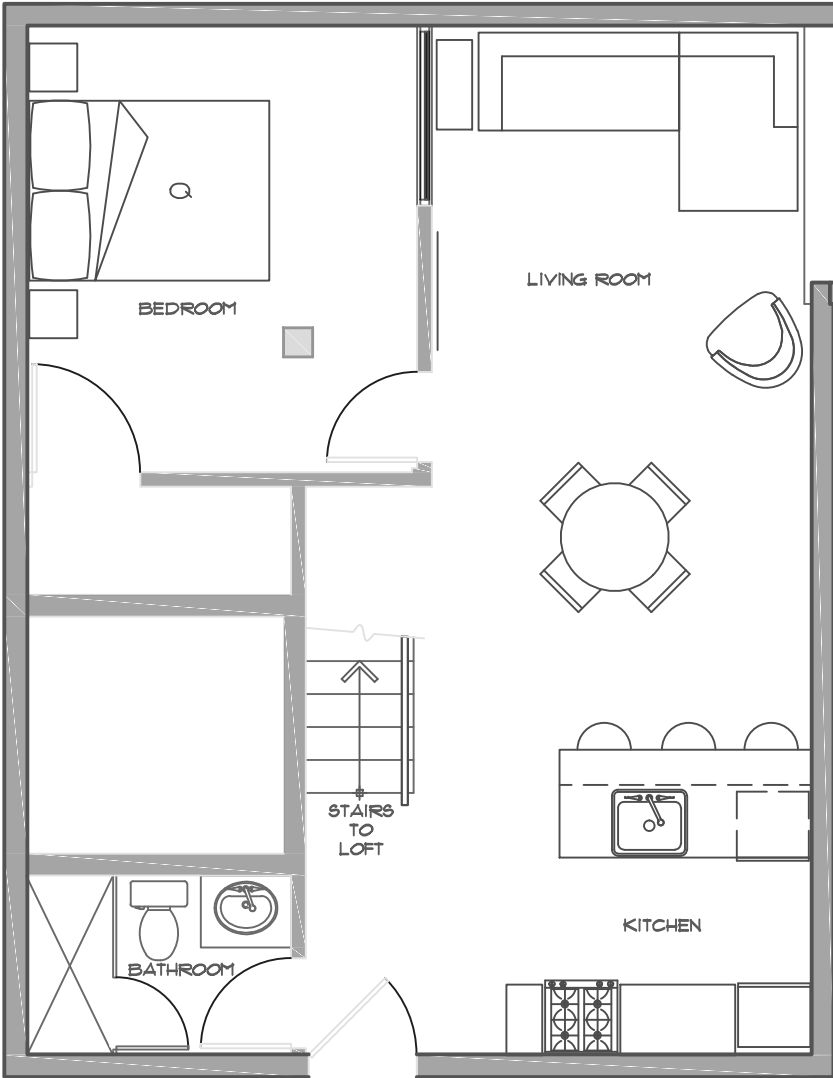 Q
BEDROOM
LIVING ROOM
STAIRS
TO
LOFT
KITCHEN
BATHROOM